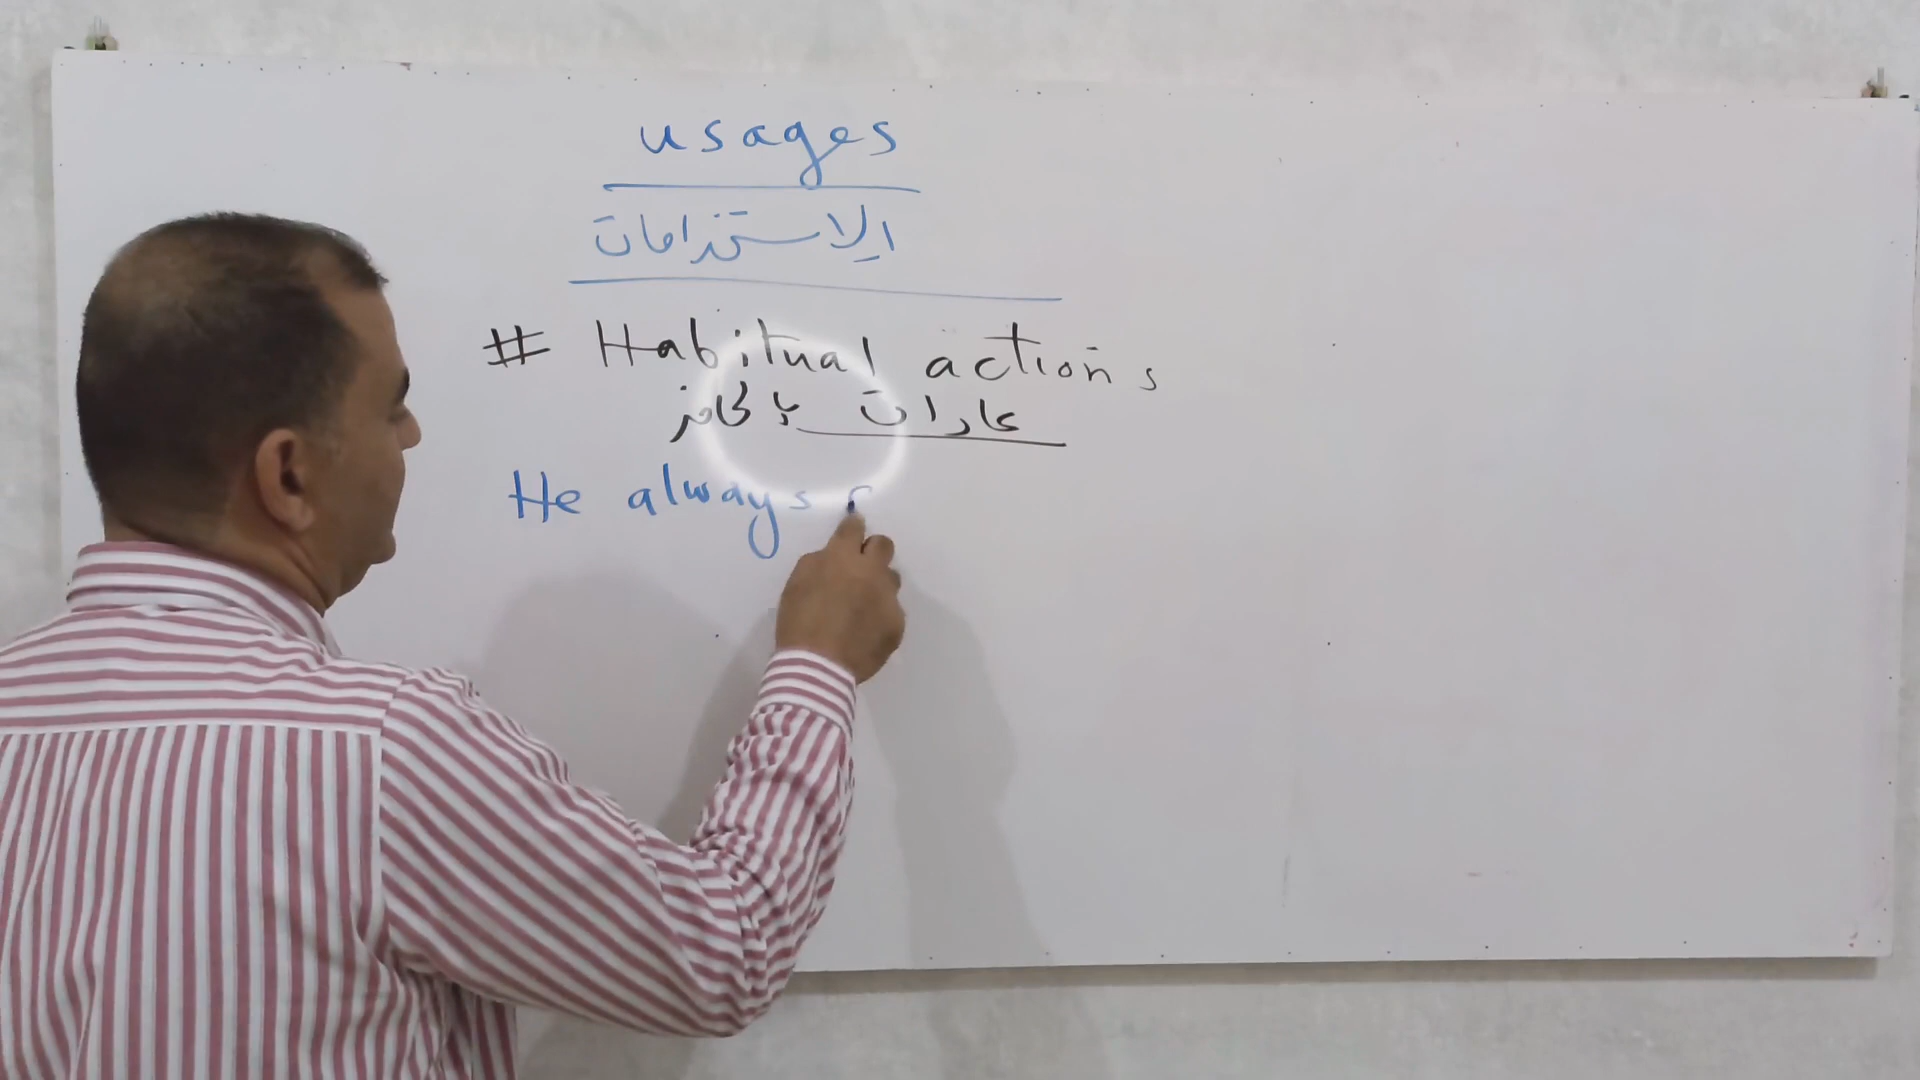 usages
الاستخدامات
# Habitual actions
عادات بالحاضر
He always